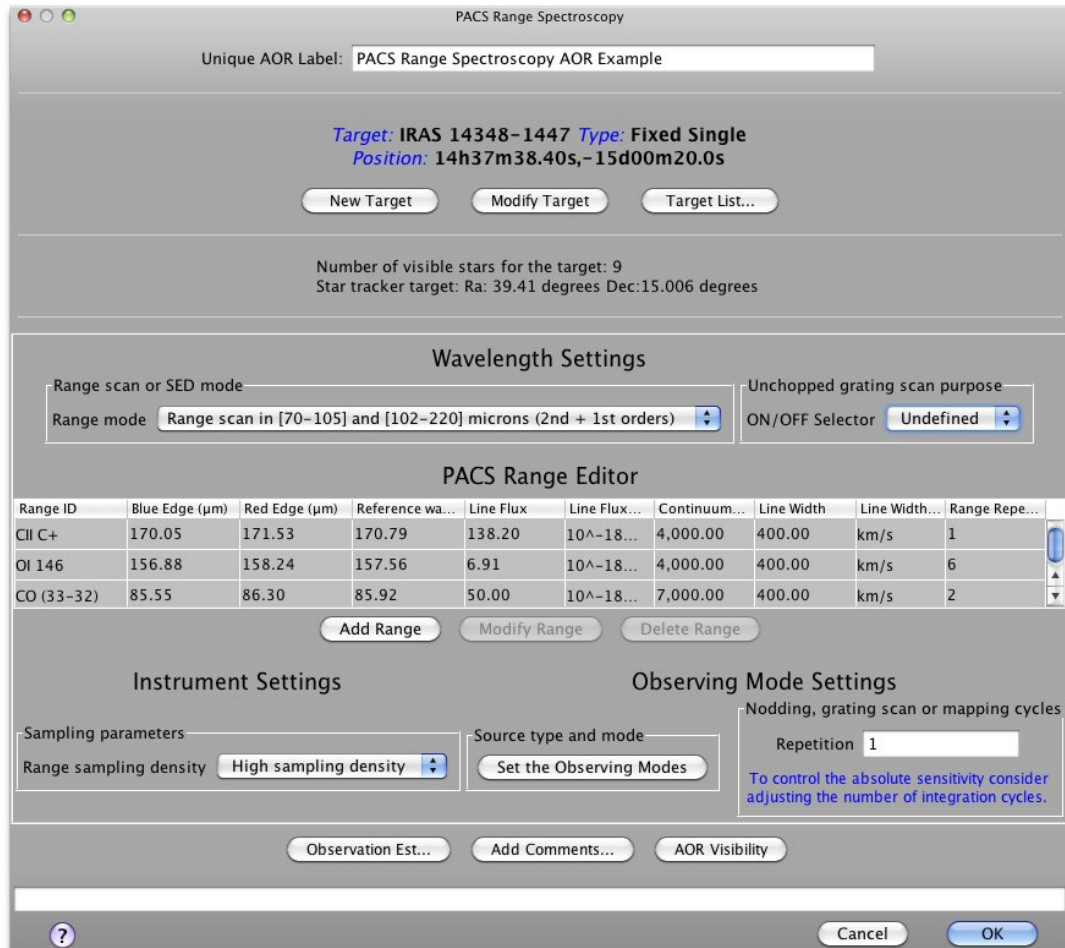 PACS Range Spectroscopy
Unique AOR Label: PACS Range Spectroscopy AOR Example
Target: IRAS 14348-1447 Type: Fixed Single
Position: 14h37m38.40s,-15d00m20.0s
New Target Modify Target Target List...
Number of visible stars for the target: 9
Star tracker target: Ra: 39.41 degrees Dec:15.006 degrees
Wavelength Settings
Range scan or SED mode
Range mode Range scan in [70-105] and [102-220] microns (2nd + 1st orders)
Unchopped grating scan purpose
ON/OFF Selector Undefined
PACS Range Editor
Range ID Blue Edge (μm) Red Edge (μm) Reference wa... Line Flux Line Flux... Continuum... Line Width Line Width... Range Repe...
CII C+ 170.05 171.53 170.79 138.20 10^-18... 4,000.00 400.00 km/s 1
OI 146 156.88 158.24 157.56 6.91 10^-18... 4,000.00 400.00 km/s 6
CO (33-32) 85.55 86.30 85.92 50.00 10^-18... 7,000.00 400.00 km/s 2
Add Range Modify Range Delete Range
Instrument Settings
Sampling parameters
Range sampling density High sampling density
Observing Mode Settings
Source type and mode
Set the Observing Modes
Nodding, grating scan or mapping cycles
Repetition 1
To control the absolute sensitivity consider
adjusting the number of integration cycles.
Observation Est... Add Comments... AOR Visibility
? Cancel OK